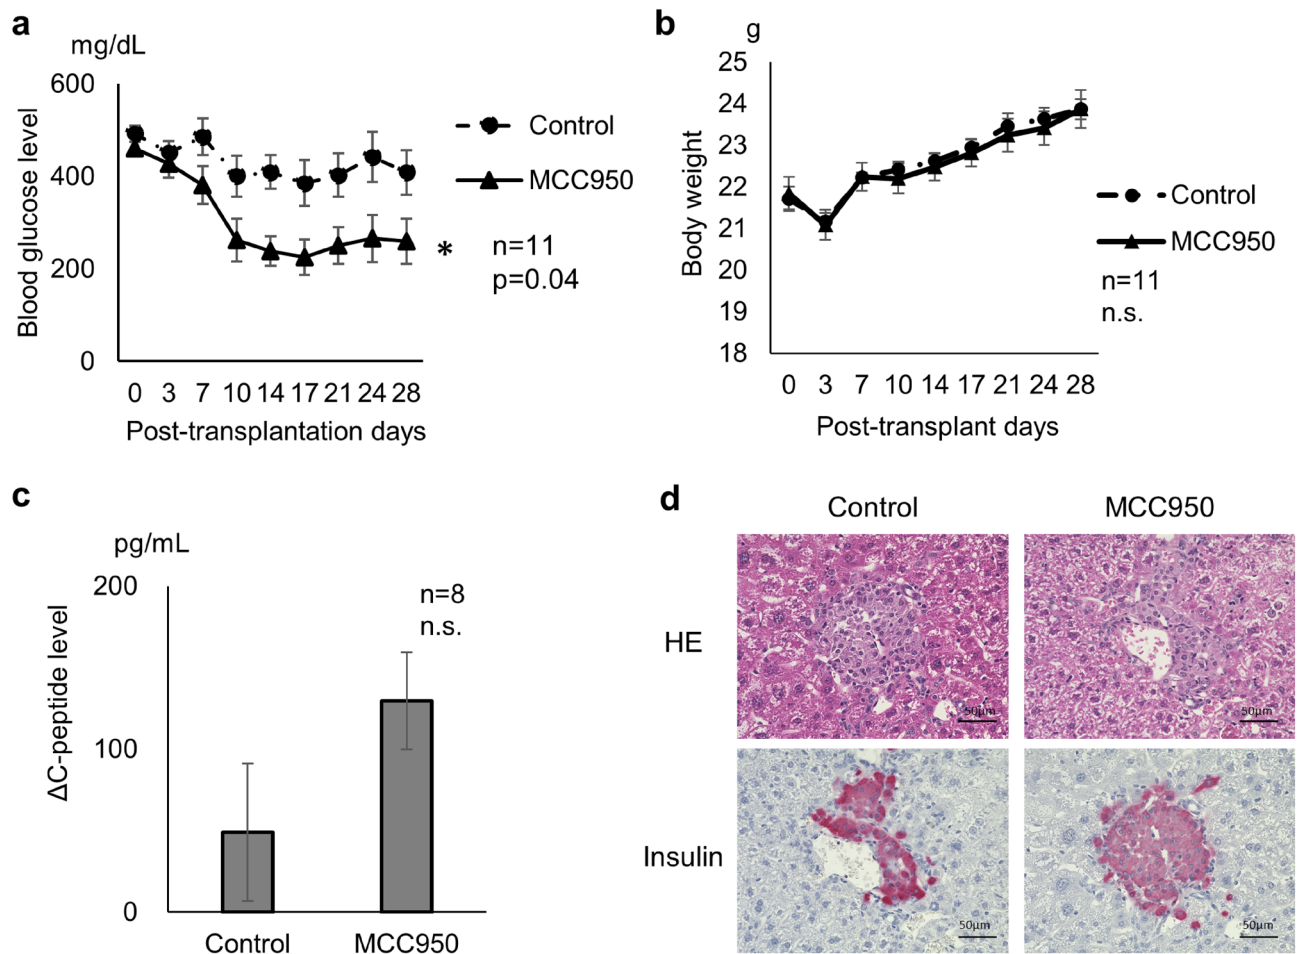 a
mg/dL
600
400
200
0
Blood glucose level
0 3 7 10 14 17 21 24 28
Post-transplantation days
Control
MCC950
*
n=11
p=0.04
b
g
25
24
23
22
21
20
19
18
Body weight
0 3 7 10 14 17 21 24 28
Post-transplant days
Control
MCC950
n=11
n.s.
c
pg/mL
200
100
0
ΔC-peptide level
n=8
n.s.
Control MCC950
d
Control MCC950
HE
50μm
50μm
Insulin
50μm
50μm